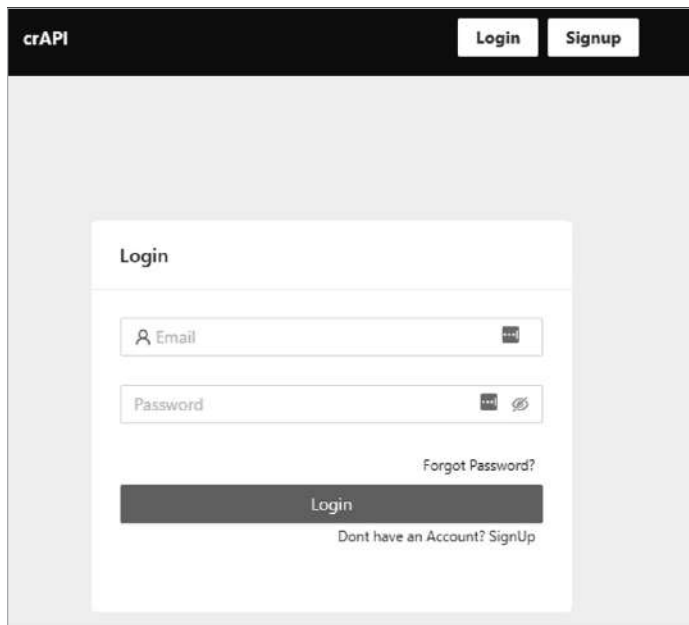 crAPI Login Signup
Login
Email
Password
Forgot Password?
Login
Dont have an Account? SignUp